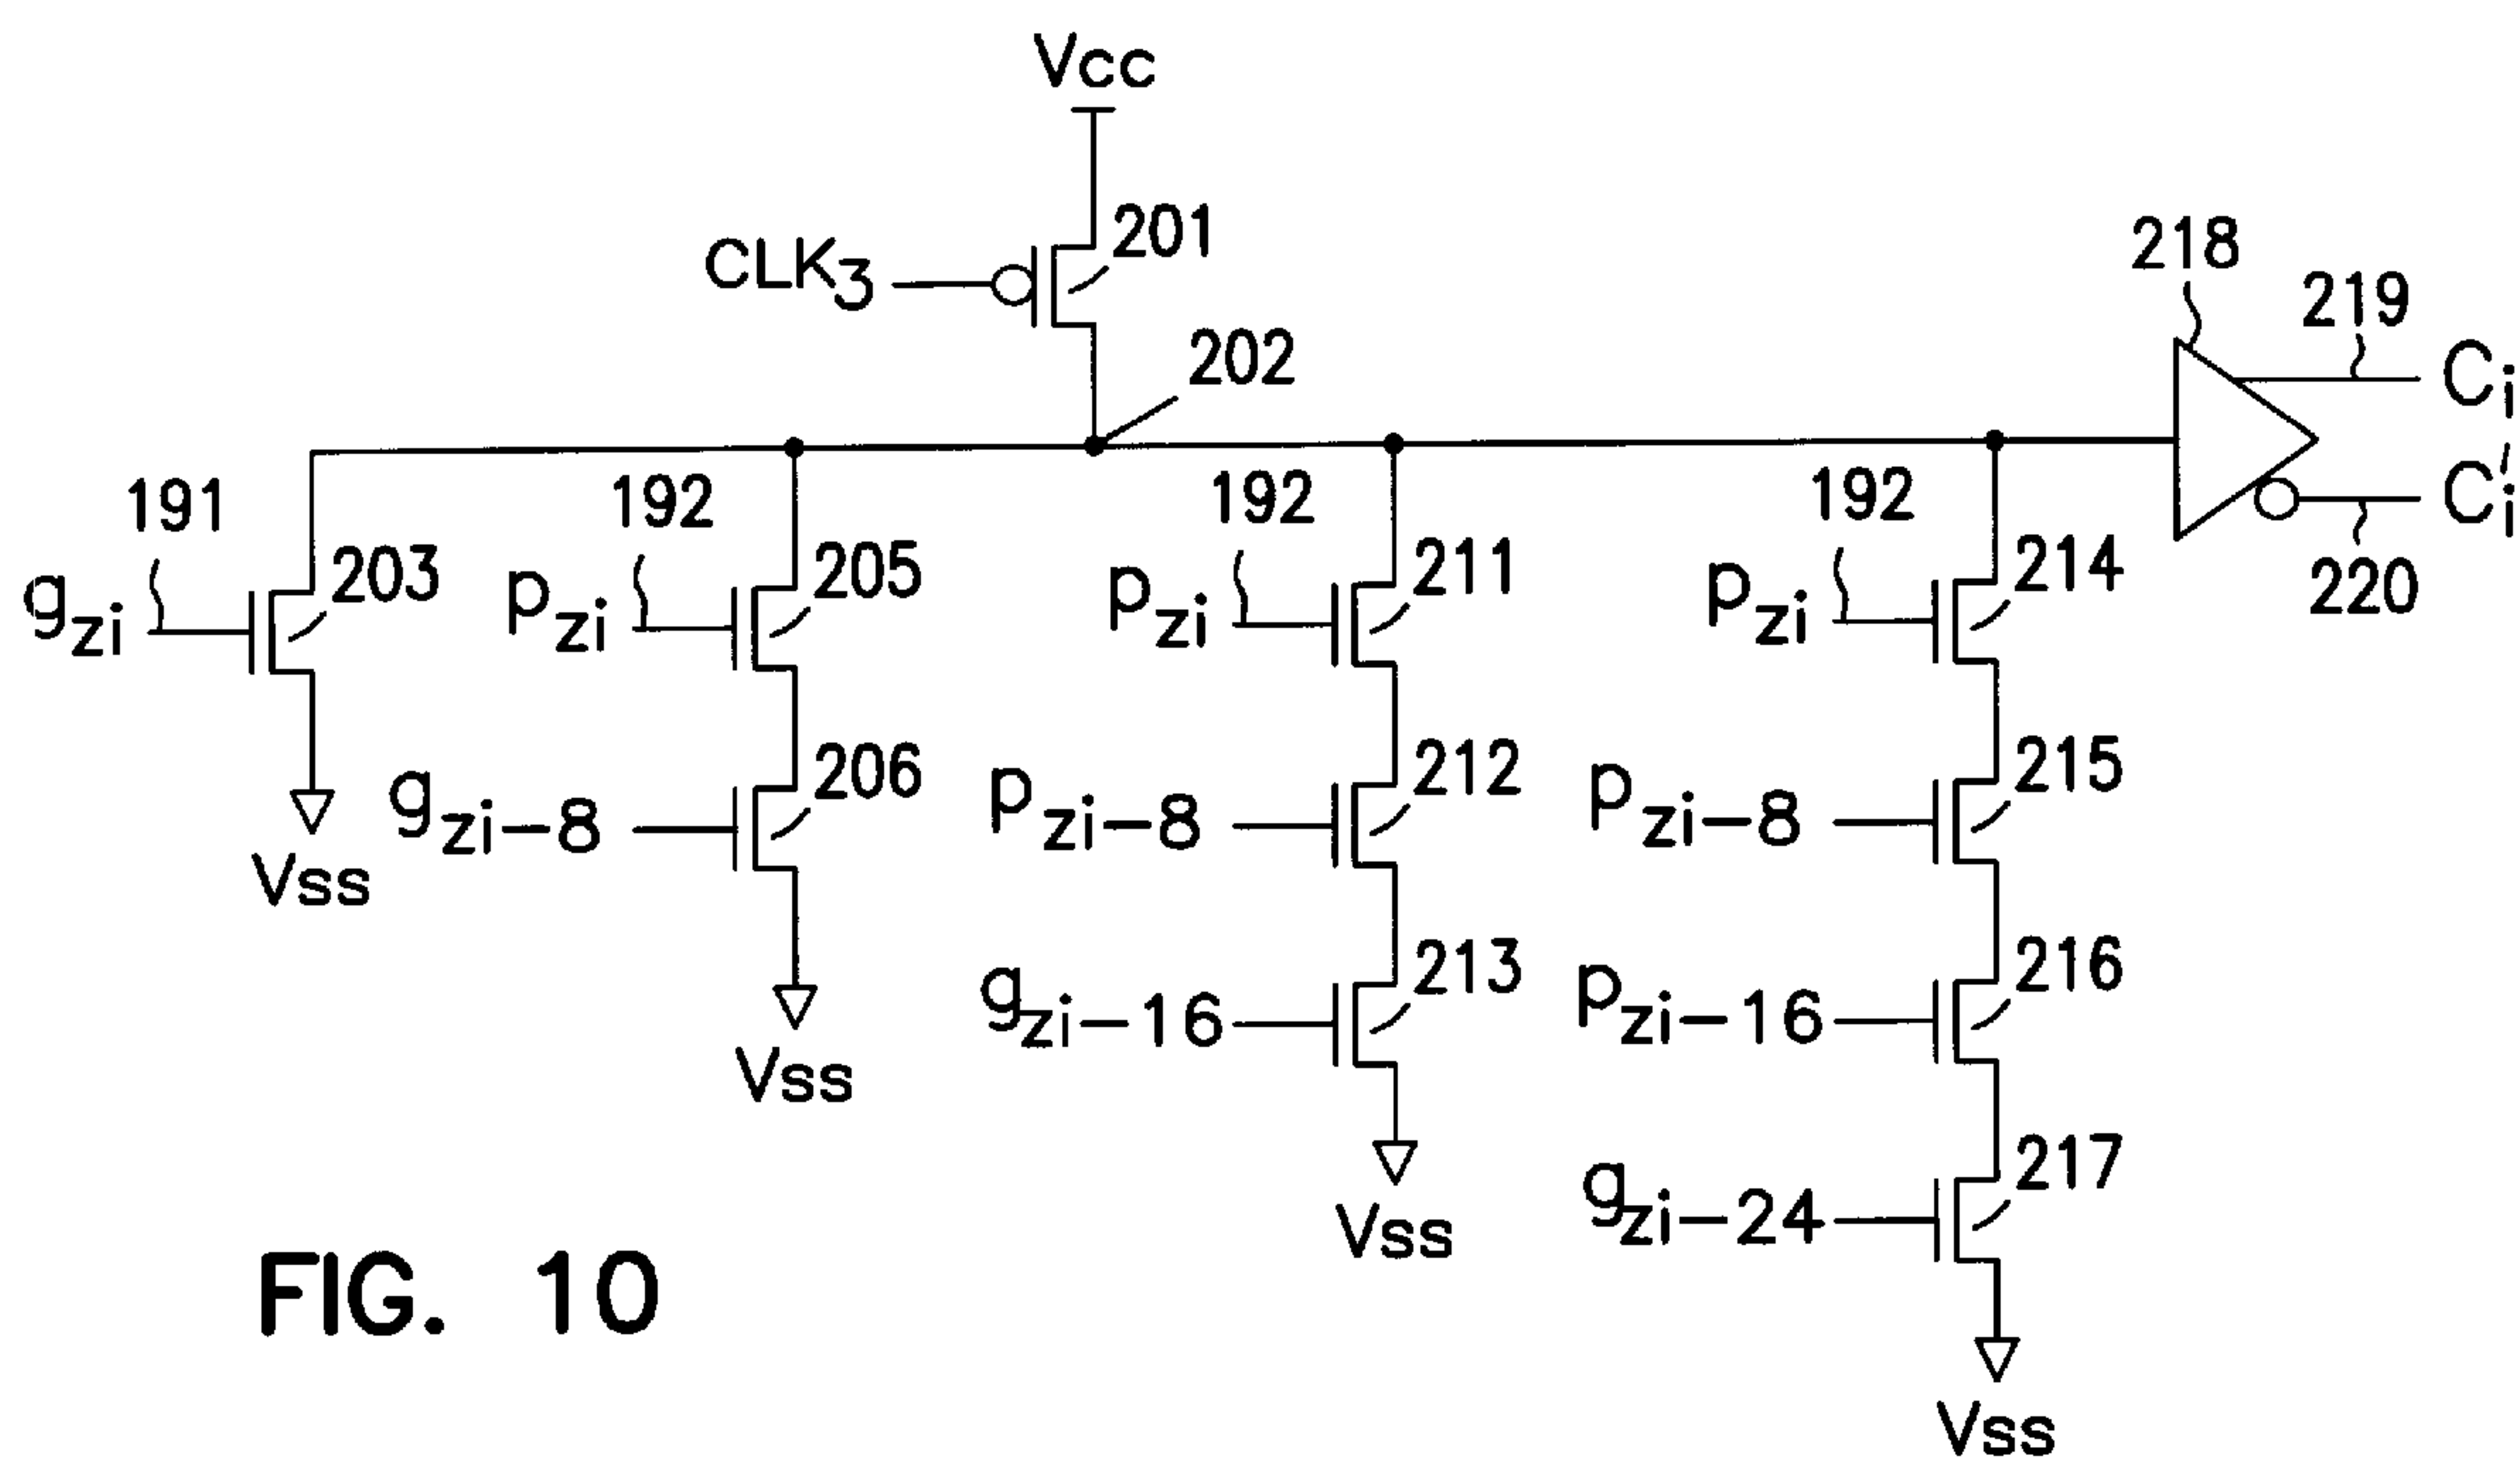 Vcc
201
CLK3
202
218
219
Ci
Ci'
220
191
203
gzi
192
205
pzi
192
211
pzi
192
214
pzi
206
gzi-8
212
pzi-8
215
pzi-8
Vss
213
gzi-16
216
pzi-16
Vss
217
gzi-24
Vss
Vss
FIG. 10